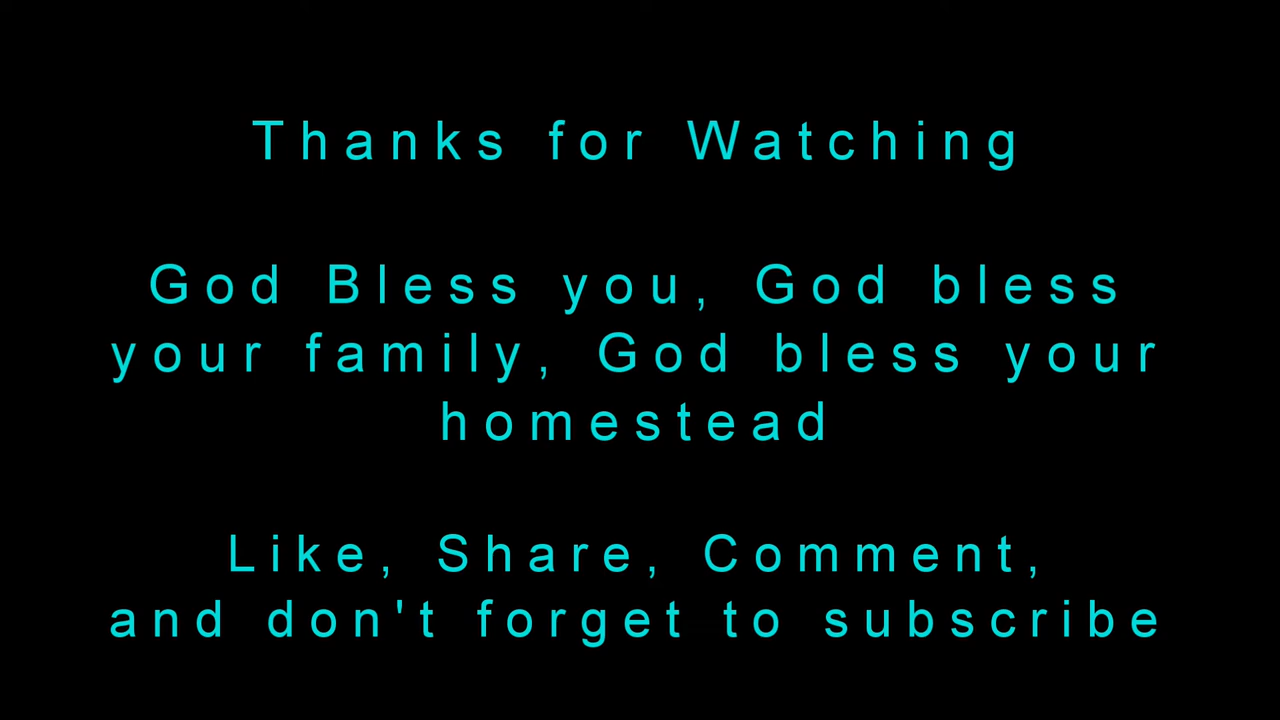 Thanks for Watching
God Bless you, God bless
your family, God bless your
homestead
Like, Share, Comment,
and don't forget to subscribe